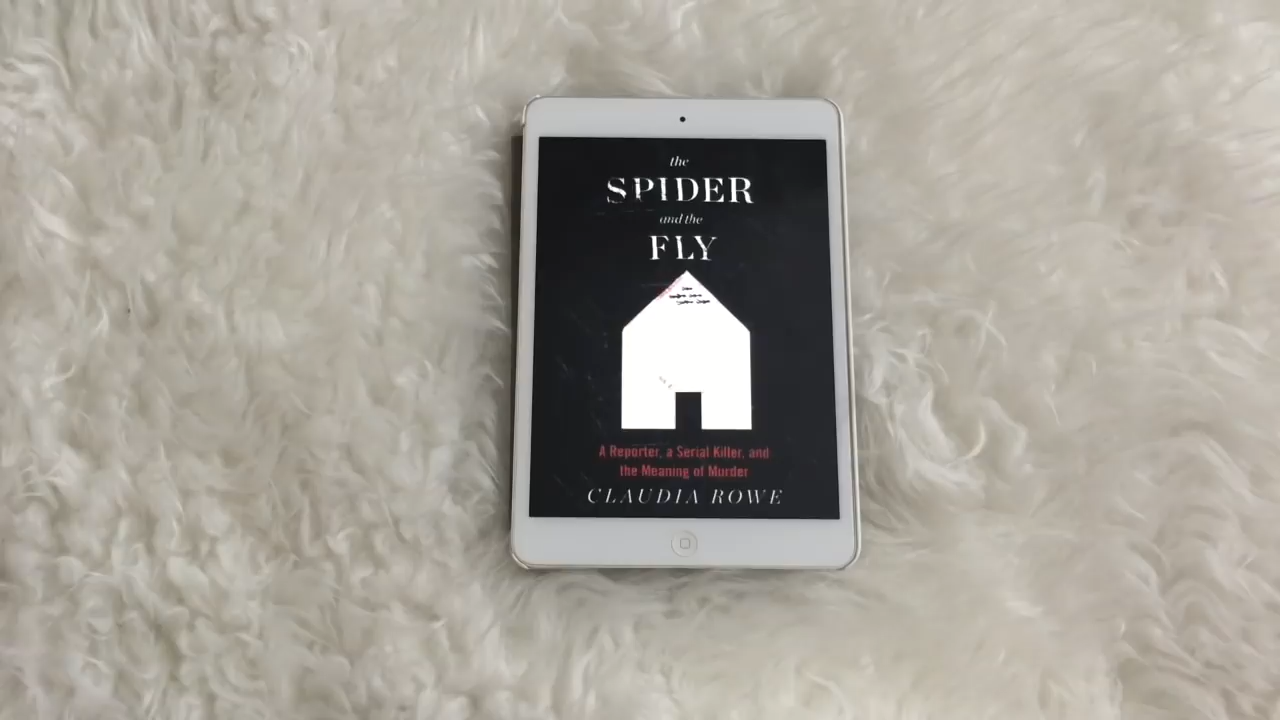 the
SPIDER
and the
FLY
A Reporter, a Serial Killer, and
the Meaning of Murder
CLAUDIA ROWE